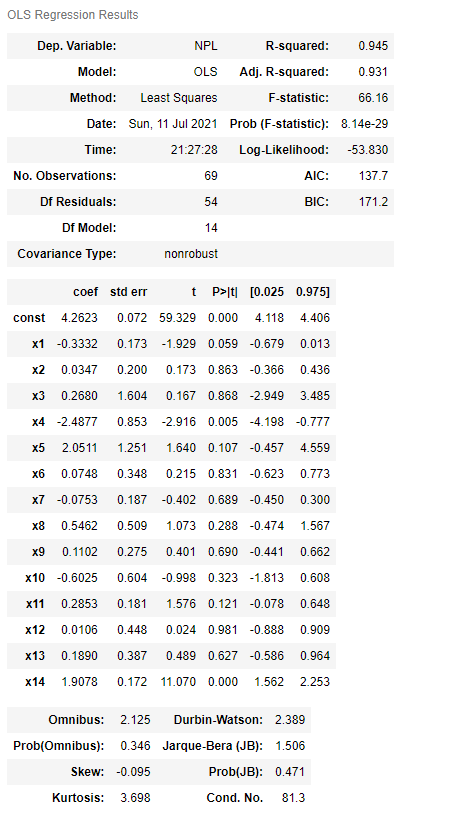 OLS Regression Results
Dep. Variable: NPL R-squared: 0.945
Model: OLS Adj. R-squared: 0.931
Method: Least Squares F-statistic: 66.16
Date: Sun, 11 Jul 2021 Prob (F-statistic): 8.14e-29
Time: 21:27:28 Log-Likelihood: -53.830
No. Observations: 69 AIC: 137.7
Df Residuals: 54 BIC: 171.2
Df Model: 14
Covariance Type: nonrobust
coef std err t P>|t| [0.025 0.975]
const 4.2623 0.072 59.329 0.000 4.118 4.406
x1 -0.3332 0.173 -1.929 0.059 -0.679 0.013
x2 0.0347 0.200 0.173 0.863 -0.366 0.436
x3 0.2680 1.604 0.167 0.868 -2.949 3.485
x4 -2.4877 0.853 -2.916 0.005 -4.198 -0.777
x5 2.0511 1.251 1.640 0.107 -0.457 4.559
x6 0.0748 0.348 0.215 0.831 -0.623 0.773
x7 -0.0753 0.187 -0.402 0.689 -0.450 0.300
x8 0.5462 0.509 1.073 0.288 -0.474 1.567
x9 0.1102 0.275 0.401 0.690 -0.441 0.662
x10 -0.6025 0.604 -0.998 0.323 -1.813 0.608
x11 0.2853 0.181 1.576 0.121 -0.078 0.648
x12 0.0106 0.448 0.024 0.981 -0.888 0.909
x13 0.1890 0.387 0.489 0.627 -0.586 0.964
x14 1.9078 0.172 11.070 0.000 1.562 2.253
Omnibus: 2.125 Durbin-Watson: 2.389
Prob(Omnibus): 0.346 Jarque-Bera (JB): 1.506
Skew: -0.095 Prob(JB): 0.471
Kurtosis: 3.698 Cond. No. 81.3